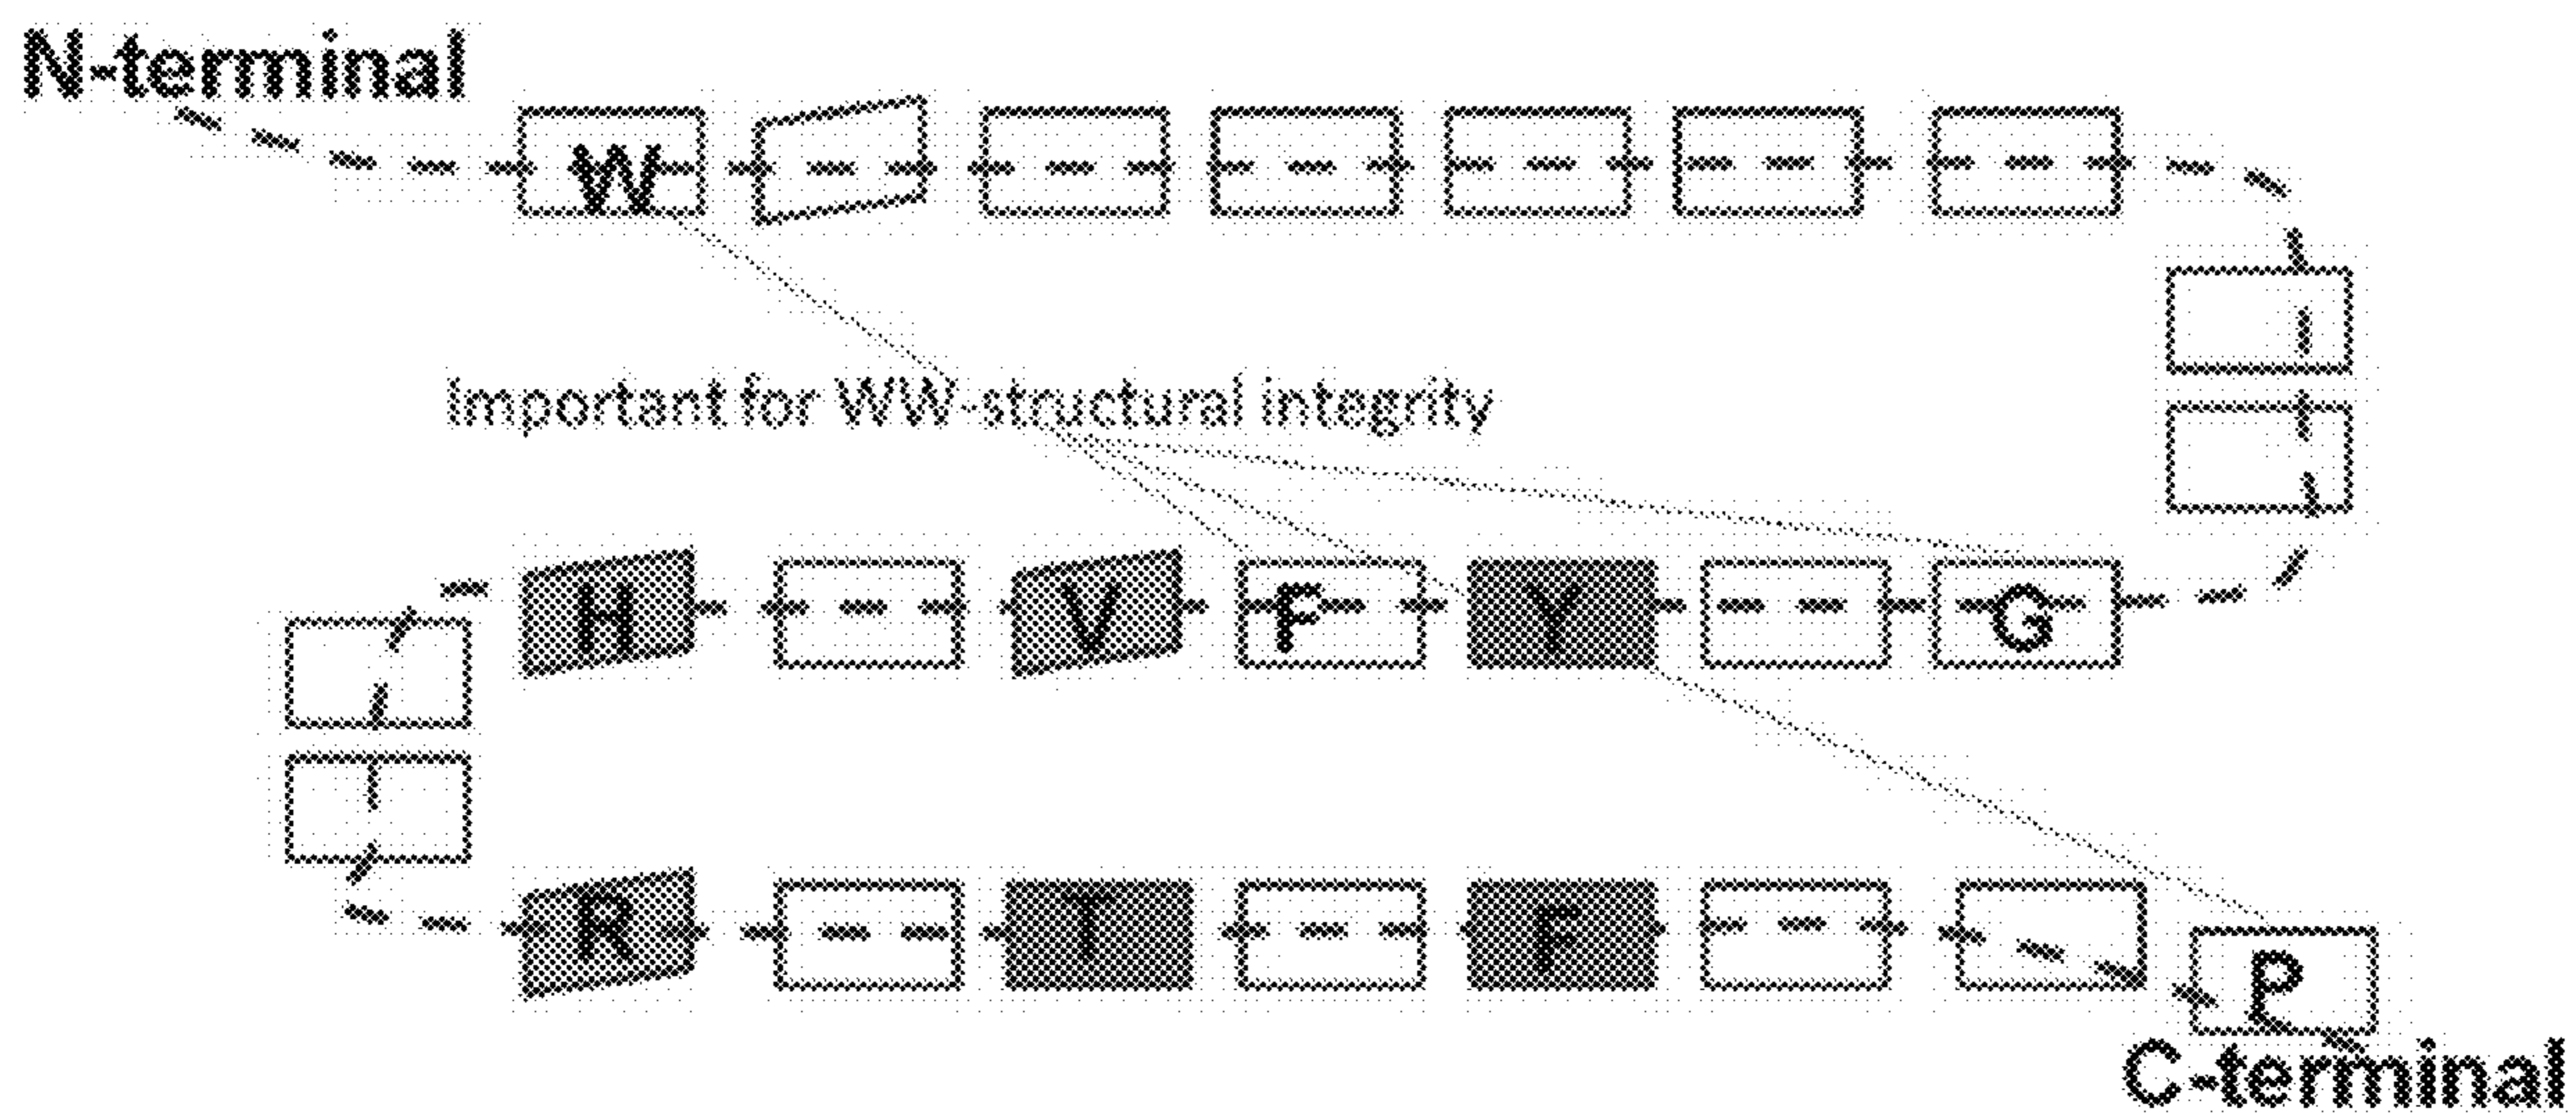 N-terminal
W
Important for WW-structural integrity
H V F Y G
R T F P
C-terminal